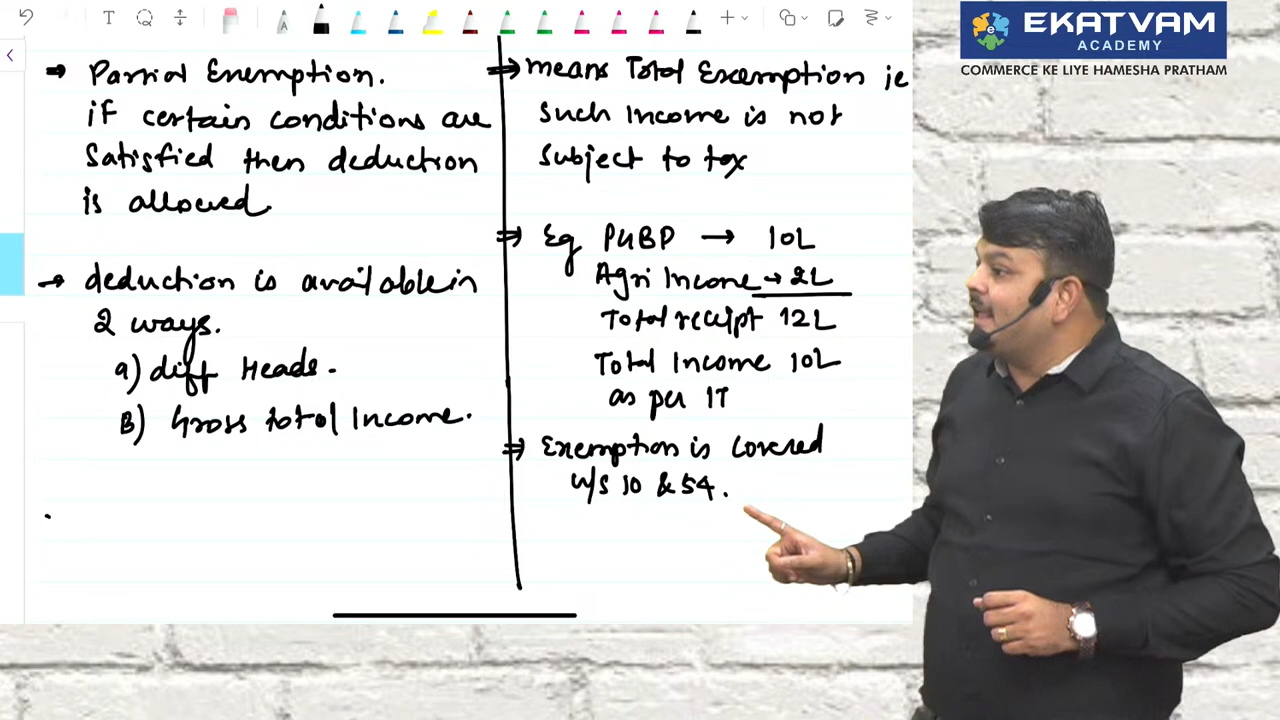 EKATVAM
ACADEMY
COMMERCE KE LIYE HAMESHA PRATHAM
→ Partial Exemption.
if certain conditions are
Satisfied then deduction
is allowed
→ deduction is available in
2 ways.
a) diff Heads.
B) Gross total Income.
⇒ means Total Exemption ie
Such Income is not
Subject to tax
⇒ Eg PGBP → 10L
Agri Income → 2L
Total receipt 12L
Total Income 10L
as per IT
⇒ Exemption is covered
u/s 10 & 54.